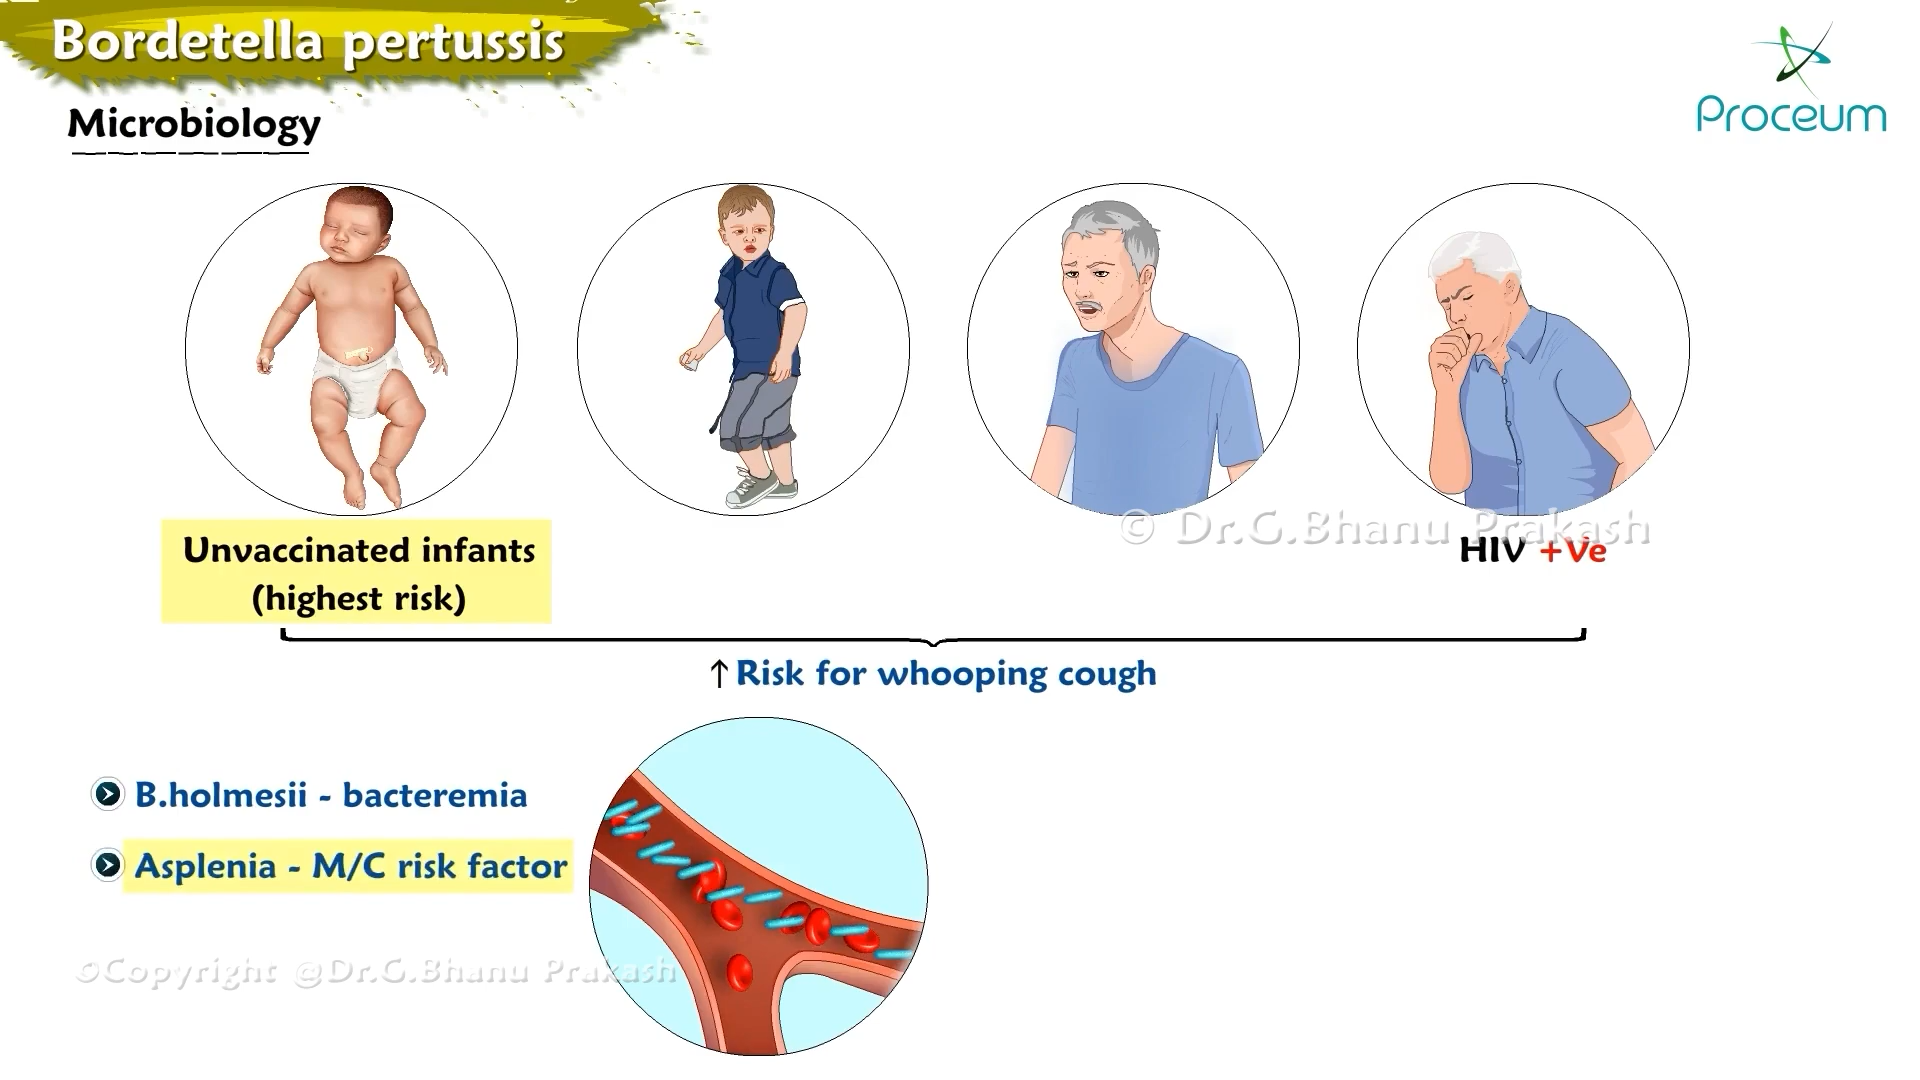 Bordetella pertussis
Proceum
Microbiology
© Dr.G.Bhanu Prakash
Unvaccinated infants
(highest risk)
HIV +Ve
↑ Risk for whooping cough
B.holmesii - bacteremia
Asplenia - M/C risk factor
©Copyright @Dr.G.Bhanu Prakash